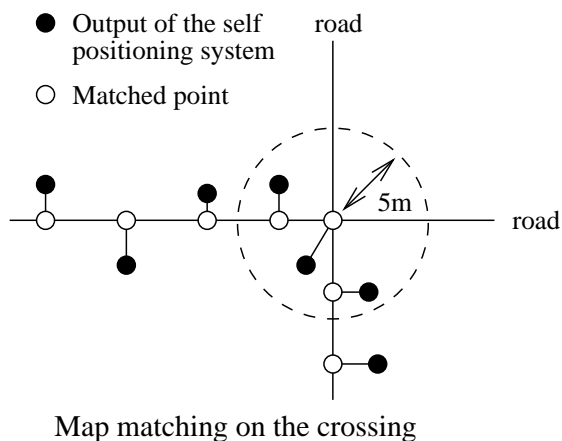 Output of the self
positioning system
Matched point
road
5m
road
Map matching on the crossing